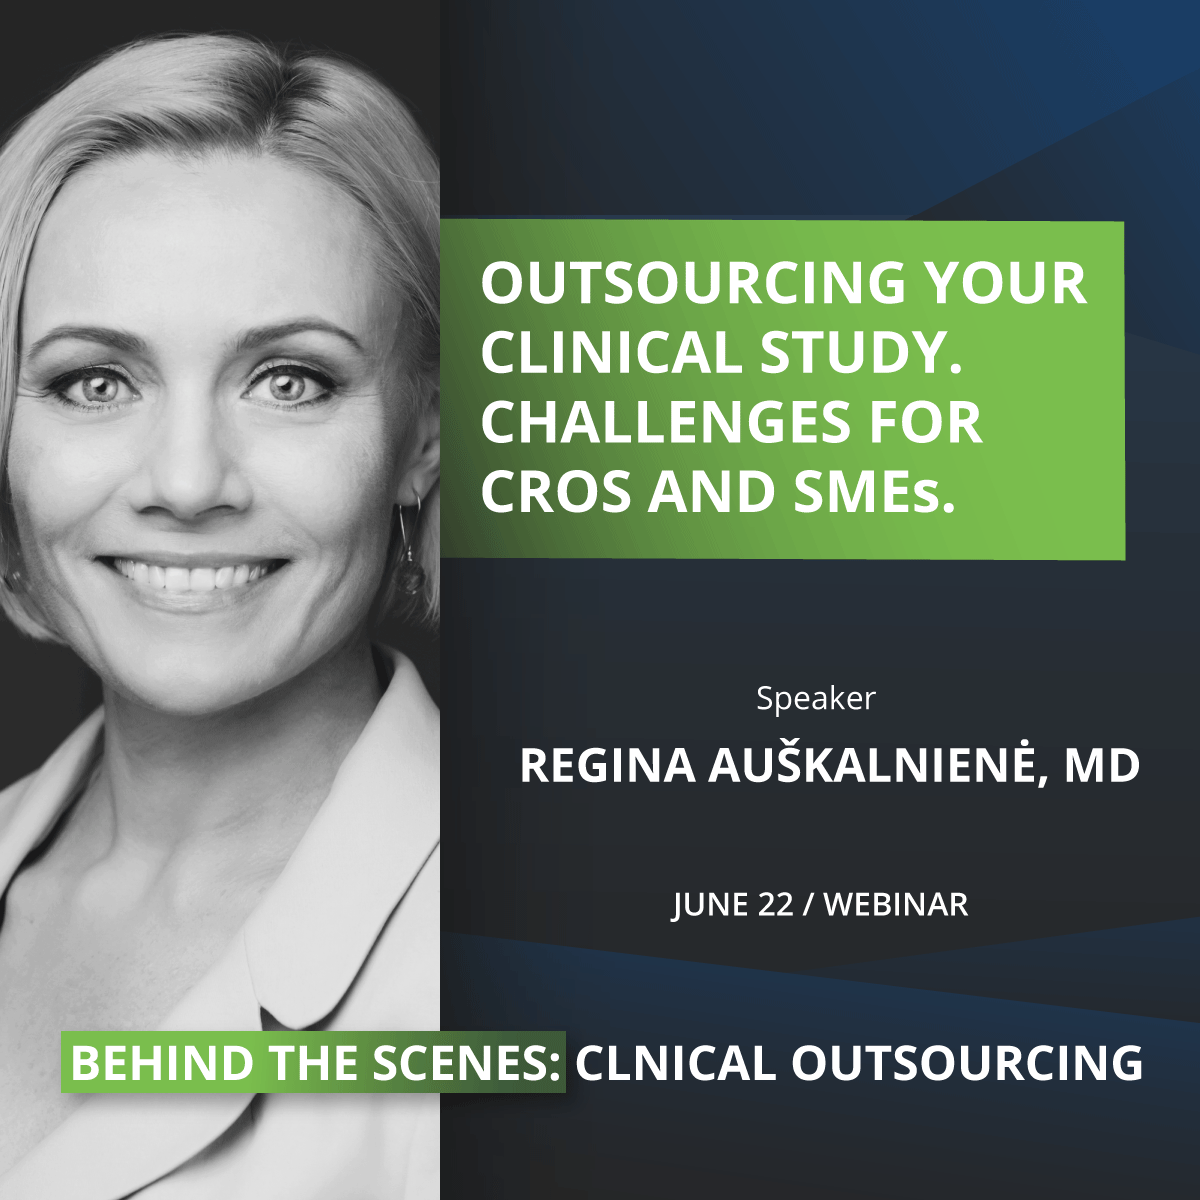 OUTSOURCING YOUR
CLINICAL STUDY.
CHALLENGES FOR
CROS AND SMEs.
Speaker
REGINA AUŠKALNIENĖ, MD
JUNE 22 / WEBINAR
BEHIND THE SCENES: CLNICAL OUTSOURCING